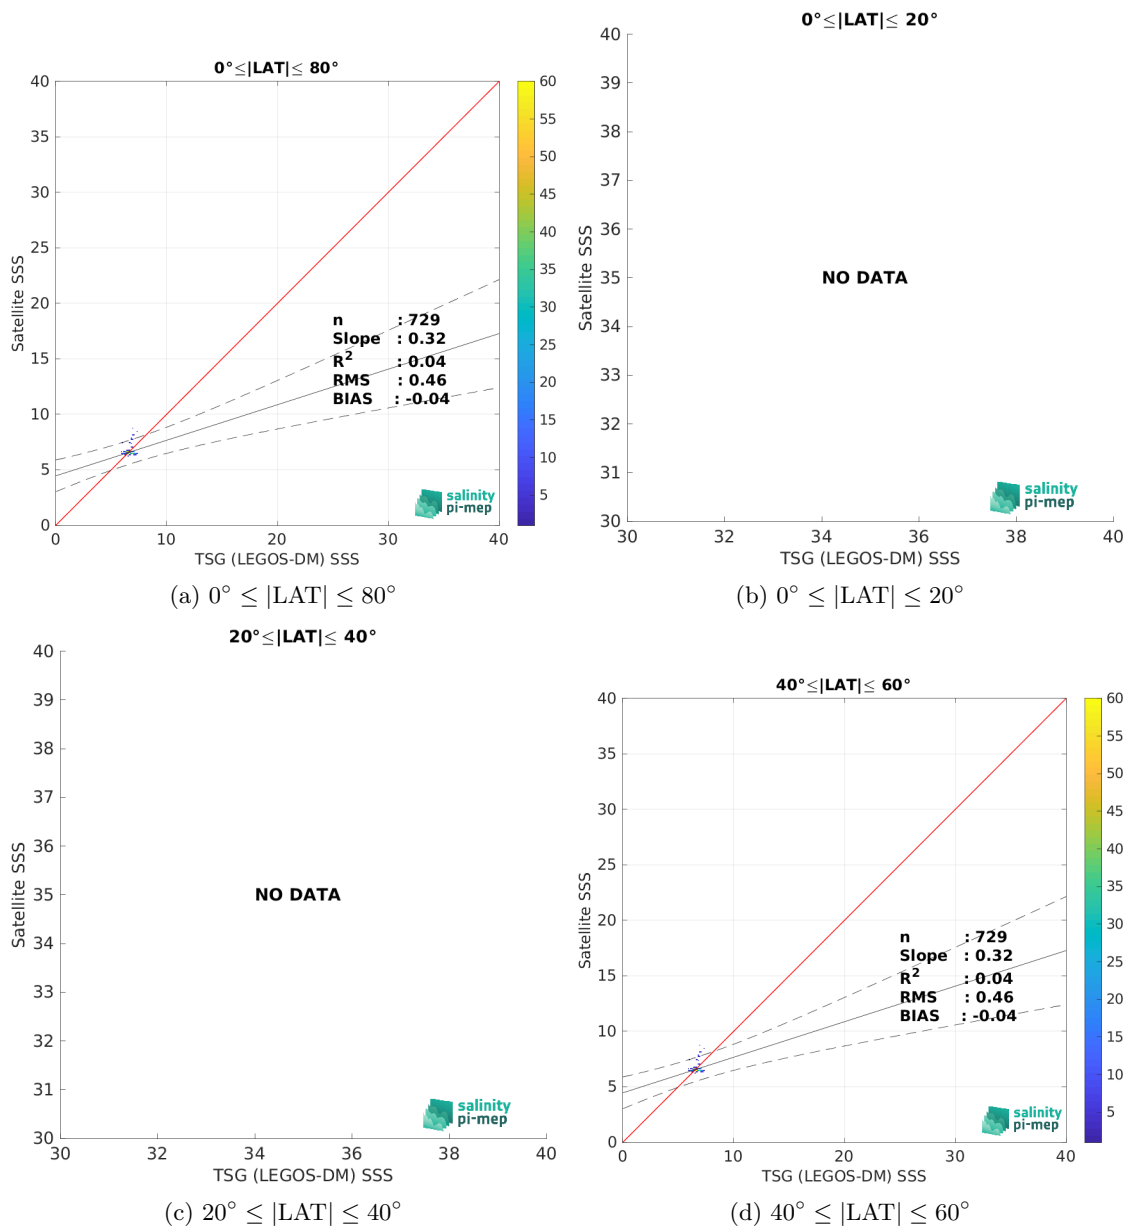 0°≤|LAT|≤ 80°
40
35
30
25
20
15
10
5
0
Satellite SSS
0
10
20
30
40
TSG (LEGOS-DM) SSS
n : 729
Slope : 0.32
R² : 0.04
RMS : 0.46
BIAS : -0.04
salinity
pi-mep
60
55
50
45
40
35
30
25
20
15
10
5
(a) 0° ≤ |LAT| ≤ 80°
0°≤|LAT|≤ 20°
40
39
38
37
36
35
34
33
32
31
30
Satellite SSS
NO DATA
30
32
34
36
38
40
TSG (LEGOS-DM) SSS
salinity
pi-mep
(b) 0° ≤ |LAT| ≤ 20°
20°≤|LAT|≤ 40°
40
39
38
37
36
35
34
33
32
31
30
Satellite SSS
NO DATA
30
32
34
36
38
40
TSG (LEGOS-DM) SSS
salinity
pi-mep
(c) 20° ≤ |LAT| ≤ 40°
40°≤|LAT|≤ 60°
40
35
30
25
20
15
10
5
0
Satellite SSS
0
10
20
30
40
TSG (LEGOS-DM) SSS
n : 729
Slope : 0.32
R² : 0.04
RMS : 0.46
BIAS : -0.04
salinity
pi-mep
60
55
50
45
40
35
30
25
20
15
10
5
(d) 40° ≤ |LAT| ≤ 60°